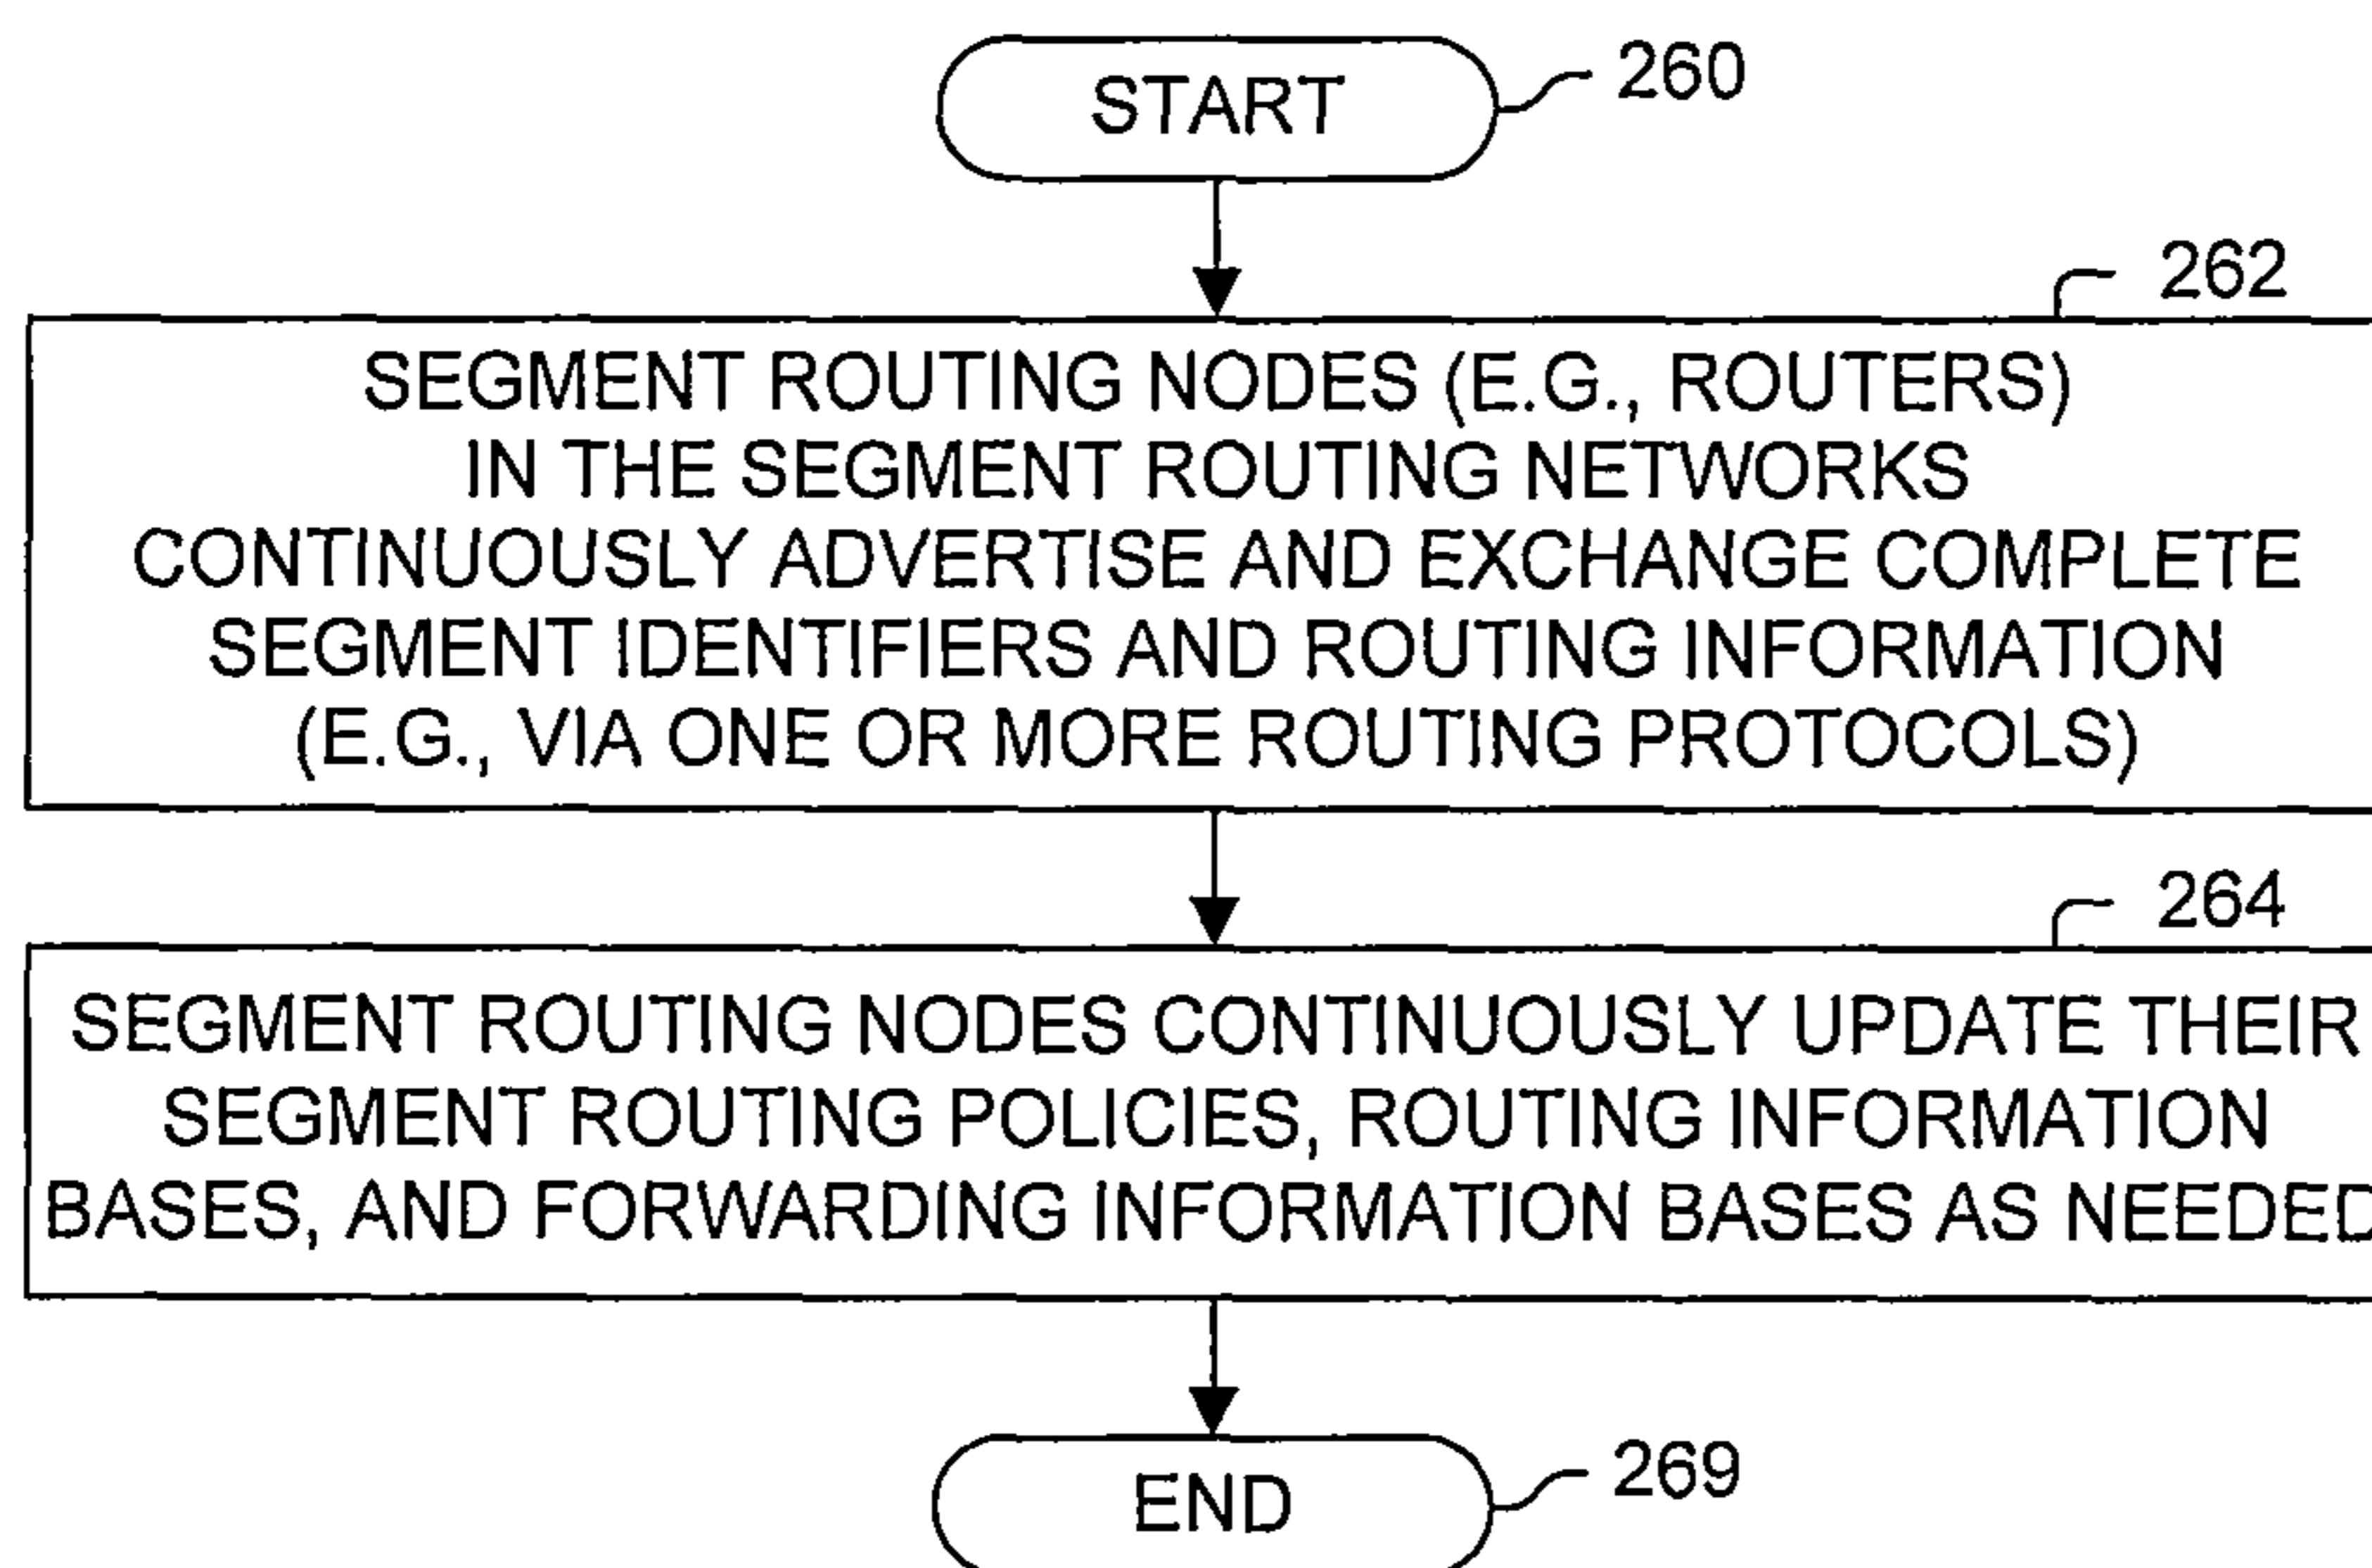 START
260
262
SEGMENT ROUTING NODES (E.G., ROUTERS)
IN THE SEGMENT ROUTING NETWORKS
CONTINUOUSLY ADVERTISE AND EXCHANGE COMPLETE
SEGMENT IDENTIFIERS AND ROUTING INFORMATION
(E.G., VIA ONE OR MORE ROUTING PROTOCOLS)
264
SEGMENT ROUTING NODES CONTINUOUSLY UPDATE THEIR
SEGMENT ROUTING POLICIES, ROUTING INFORMATION
BASES, AND FORWARDING INFORMATION BASES AS NEEDED
END
269